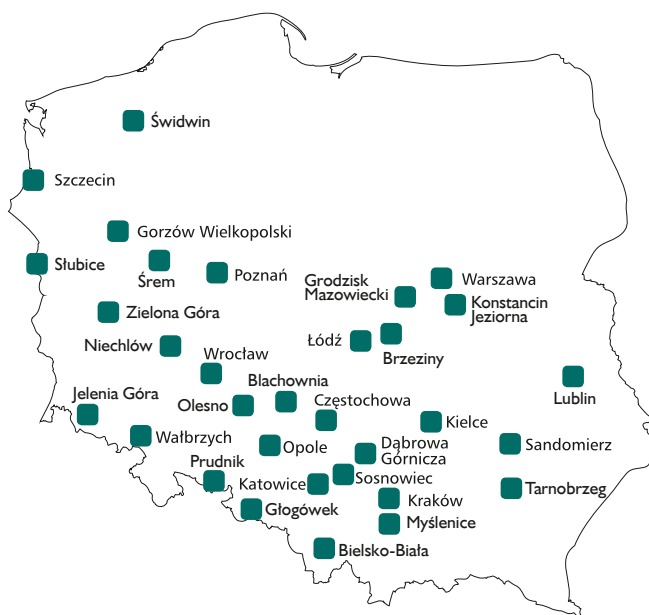 Świdwin
Szczecin
Gorzów Wielkopolski
Słubice
Śrem
Poznań
Grodzisk
Mazowiecki
Warszawa
Konstancin
Jeziorna
Zielona Góra
Niechlów
Łódź
Brzeziny
Wrocław
Blachownia
Lublin
Jelenia Góra
Olesno
Częstochowa
Kielce
Wałbrzych
Opole
Dąbrowa
Górnicza
Sandomierz
Prudnik
Katowice
Sosnowiec
Tarnobrzeg
Kraków
Głogówek
Myślenice
Bielsko-Biała